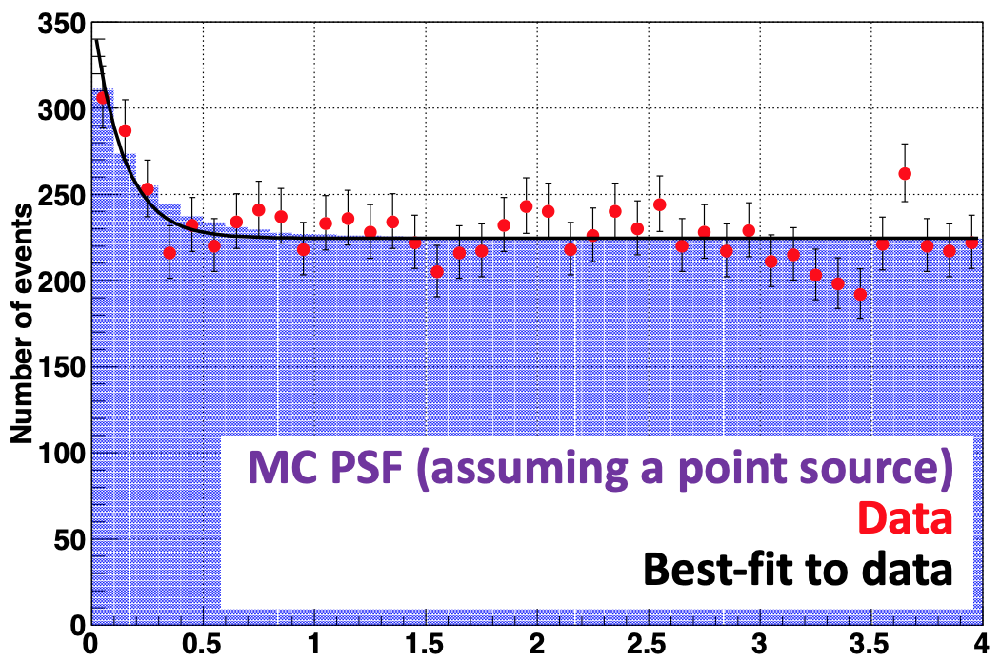 350
300
250
200
150
100
50
0
Number of events
MC PSF (assuming a point source)
Data
Best-fit to data
0 0.5 1 1.5 2 2.5 3 3.5 4